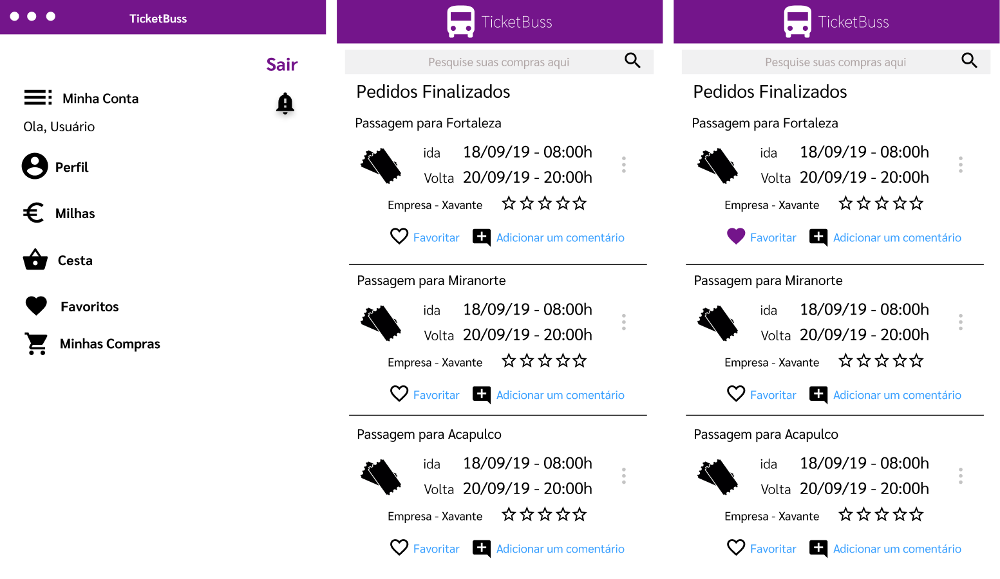 TicketBuss
Sair
Minha Conta
Ola, Usuário
Perfil
Milhas
Cesta
Favoritos
Minhas Compras
TicketBuss
Pesquise suas compras aqui
Pedidos Finalizados
Passagem para Fortaleza
ida 18/09/19 - 08:00h
Volta 20/09/19 - 20:00h
Empresa - Xavante
Favoritar Adicionar um comentário
Passagem para Miranorte
ida 18/09/19 - 08:00h
Volta 20/09/19 - 20:00h
Empresa - Xavante
Favoritar Adicionar um comentário
Passagem para Acapulco
ida 18/09/19 - 08:00h
Volta 20/09/19 - 20:00h
Empresa - Xavante
Favoritar Adicionar um comentário
TicketBuss
Pesquise suas compras aqui
Pedidos Finalizados
Passagem para Fortaleza
ida 18/09/19 - 08:00h
Volta 20/09/19 - 20:00h
Empresa - Xavante
Favoritar Adicionar um comentário
Passagem para Miranorte
ida 18/09/19 - 08:00h
Volta 20/09/19 - 20:00h
Empresa - Xavante
Favoritar Adicionar um comentário
Passagem para Acapulco
ida 18/09/19 - 08:00h
Volta 20/09/19 - 20:00h
Empresa - Xavante
Favoritar Adicionar um comentário